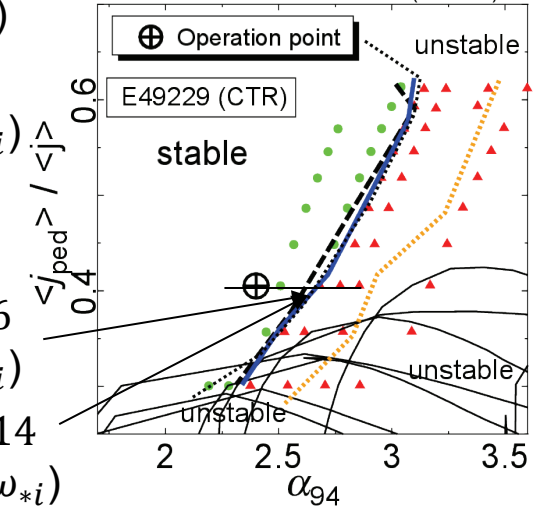 )
Operation point
unstable
E49229 (CTR)
0.6
i)
stable
<j_ped> / <j>
0.4
6
i)
unstable
14
unstable
ω_{*i})
2
2.5
3
3.5
α_94